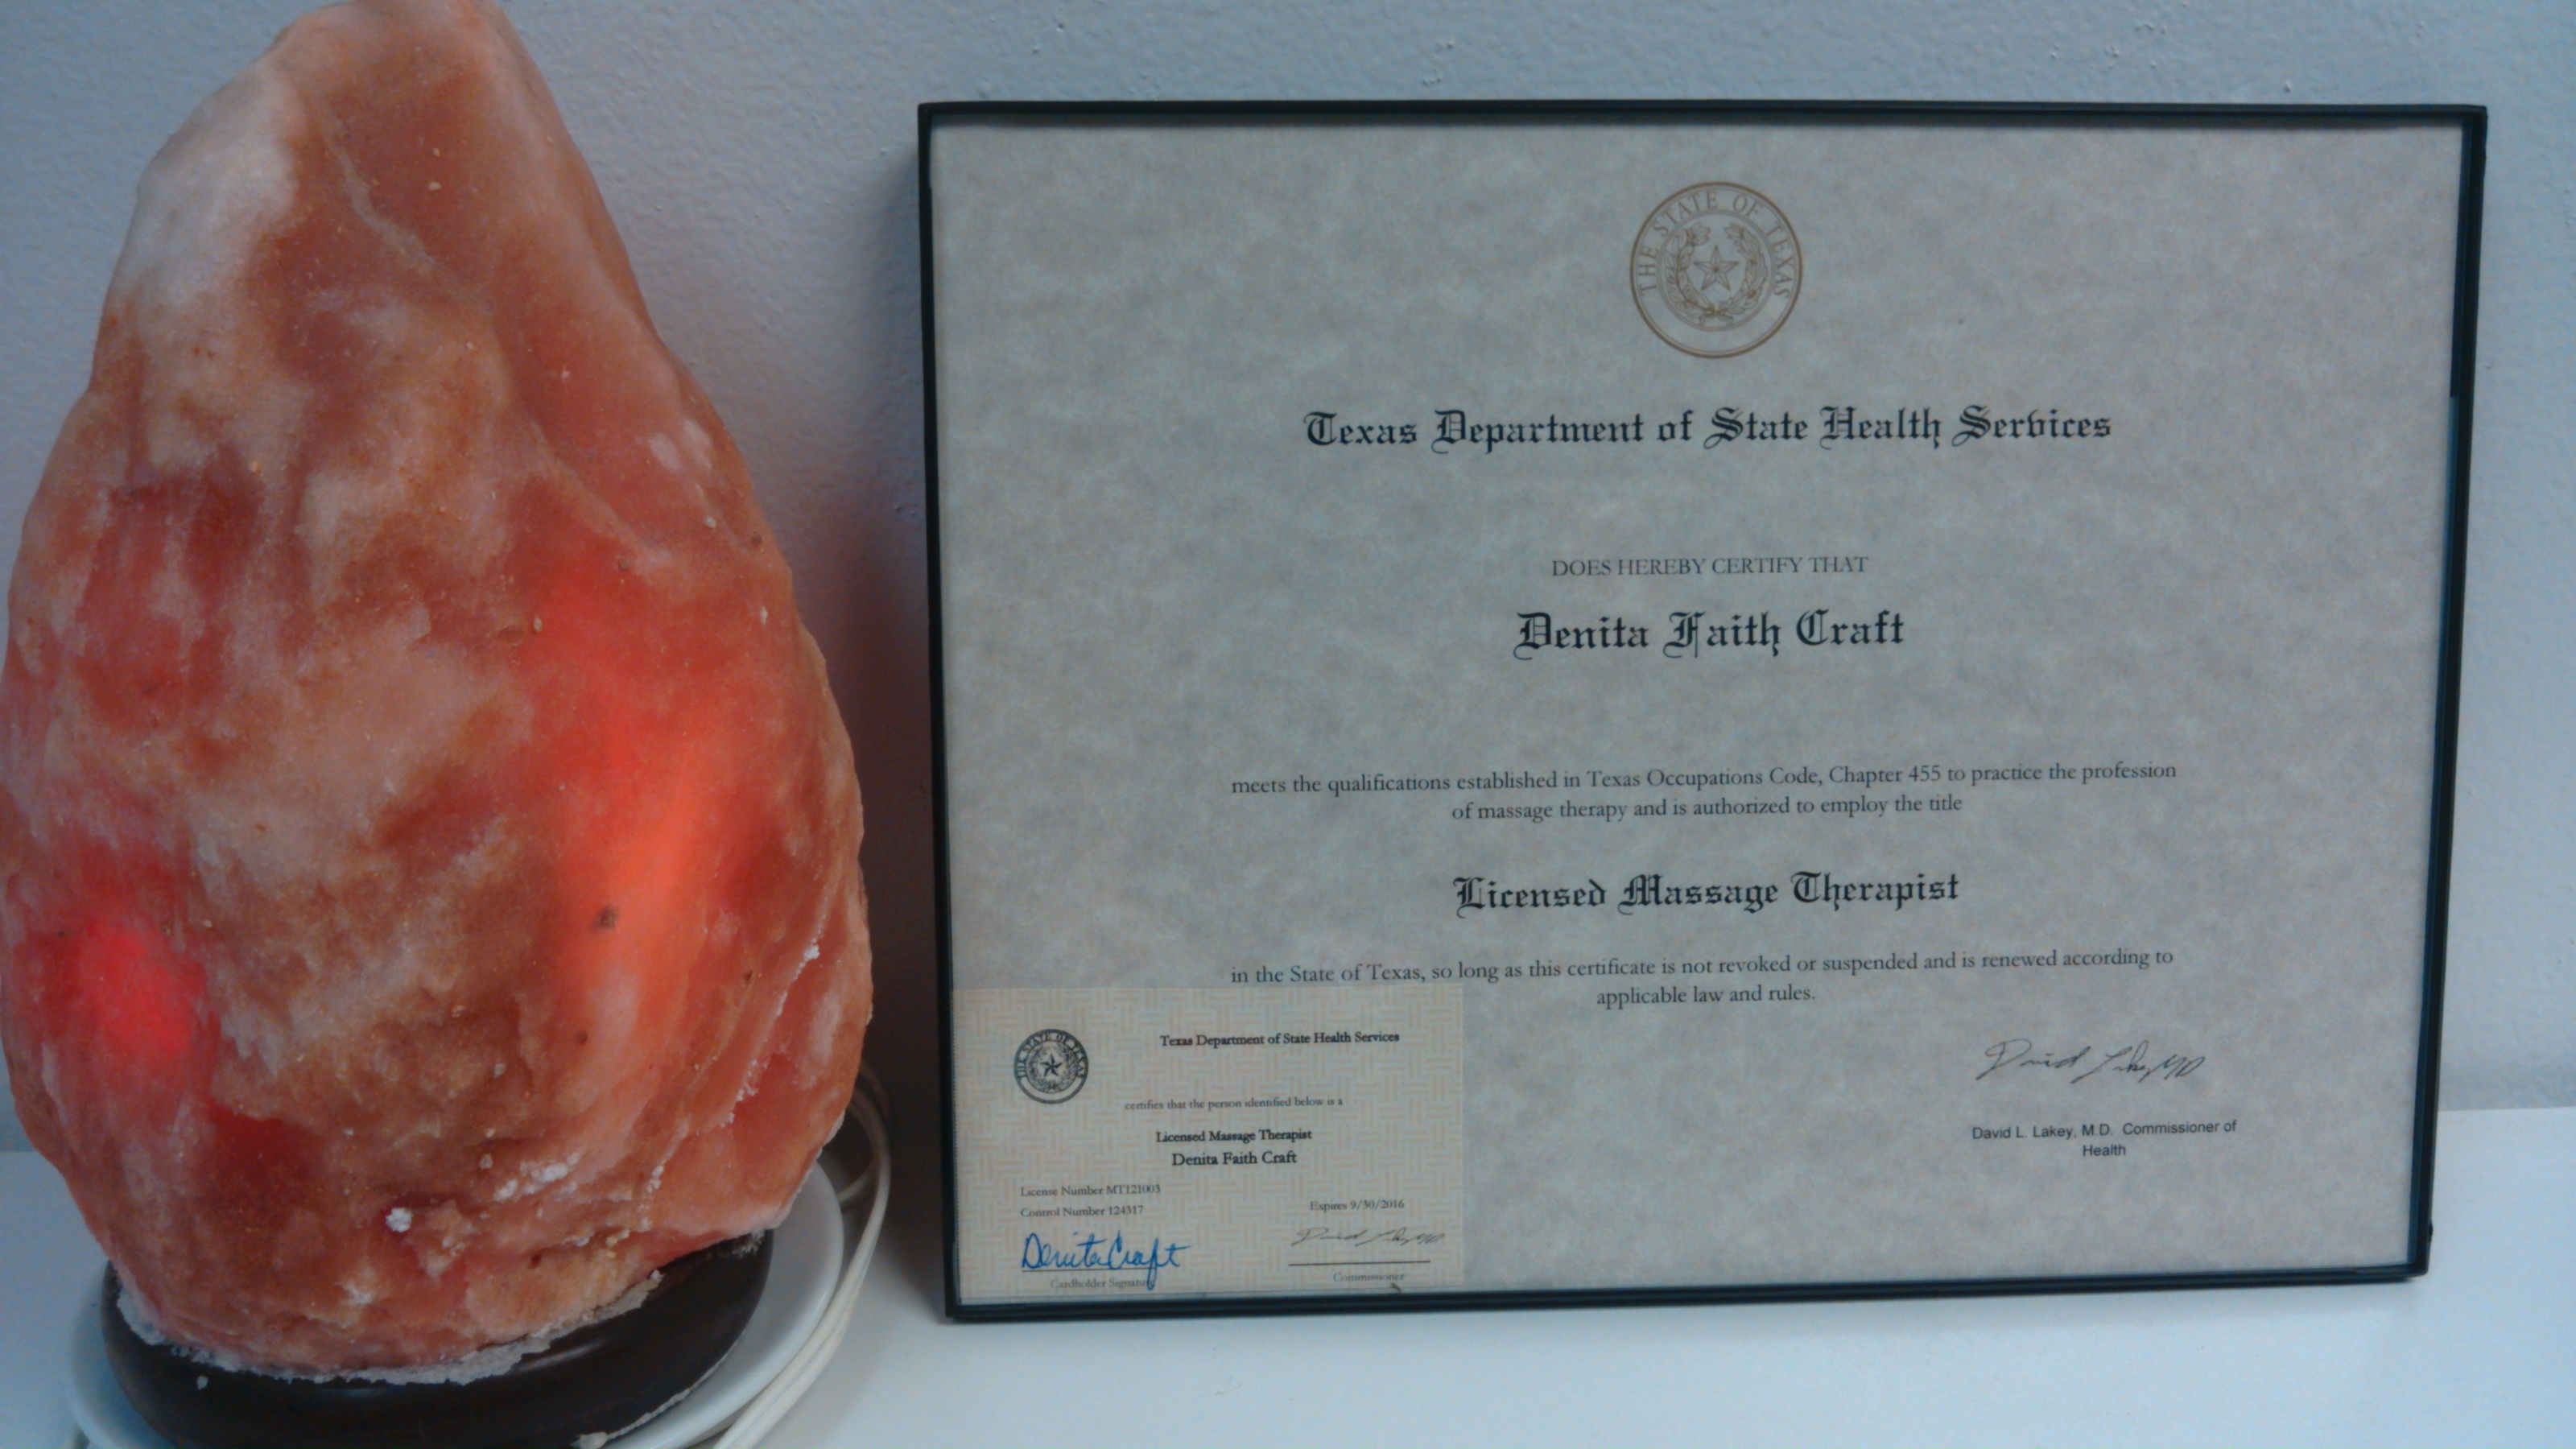 THE STATE OF TEXAS
Texas Department of State Health Services
DOES HEREBY CERTIFY THAT
Denita Faith Craft
meets the qualifications established in Texas Occupations Code, Chapter 455 to practice the profession
of massage therapy and is authorized to employ the title
Licensed Massage Therapist
in the State of Texas, so long as this certificate is not revoked or suspended and is renewed according to
applicable law and rules.
David L. Lakey, M.D. Commissioner of
Health
THE STATE OF TEXAS
Texas Department of State Health Services
certifies that the person identified below is a
Licensed Massage Therapist
Denita Faith Craft
License Number MT121003
Control Number 124317
Expires 9/30/2016
Denita Craft
Cardholder Signature
Commissioner